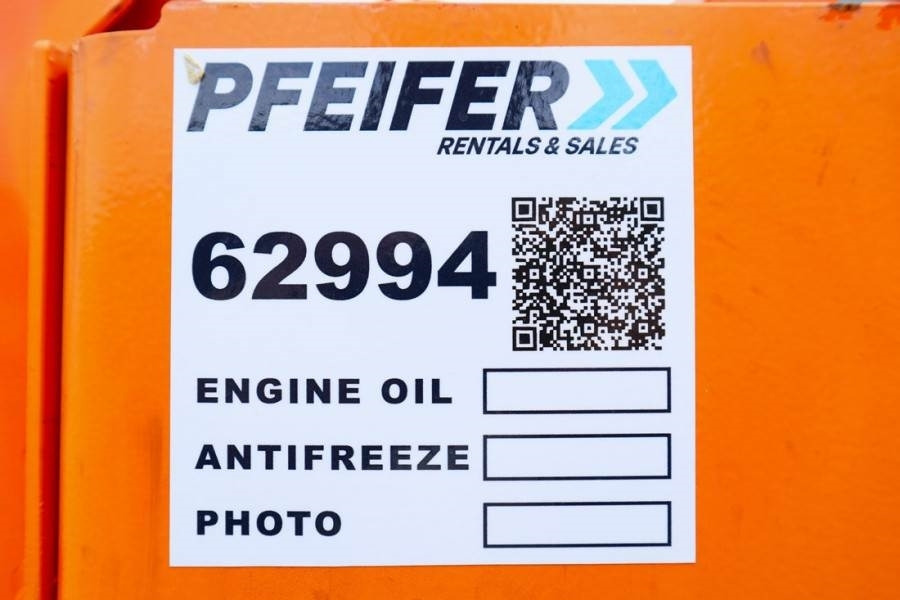 PFEIFER
RENTALS & SALES
62994
ENGINE OIL
ANTIFREEZE
PHOTO